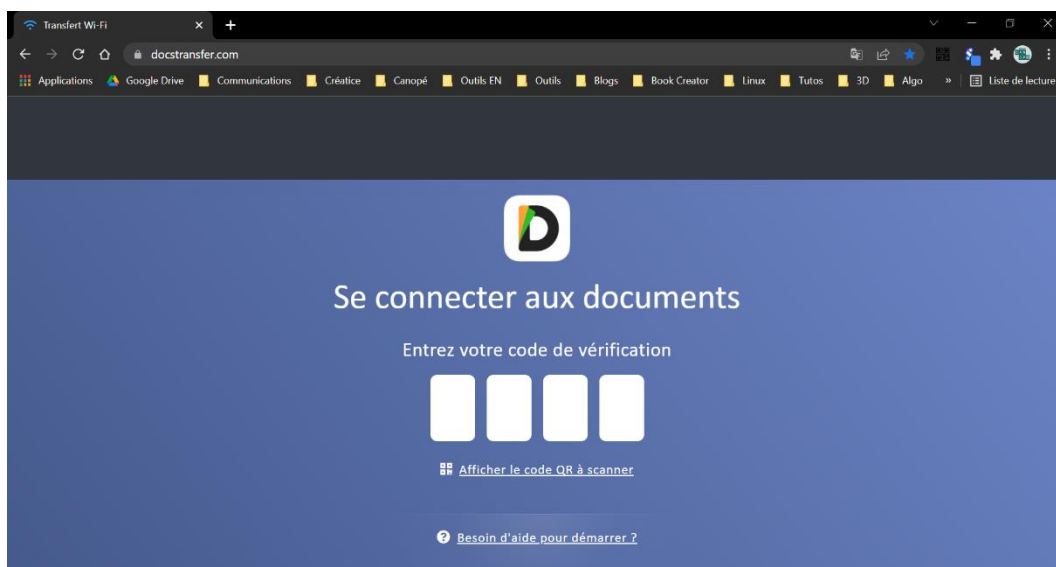 Transfert Wi-Fi
docstransfer.com
Applications Google Drive Communications Créatice Canopé Outils EN Outils Blogs Book Creator Linux Tutos 3D Algo » Liste de lecture
D
Se connecter aux documents
Entrez votre code de vérification
Afficher le code QR à scanner
Besoin d'aide pour démarrer ?